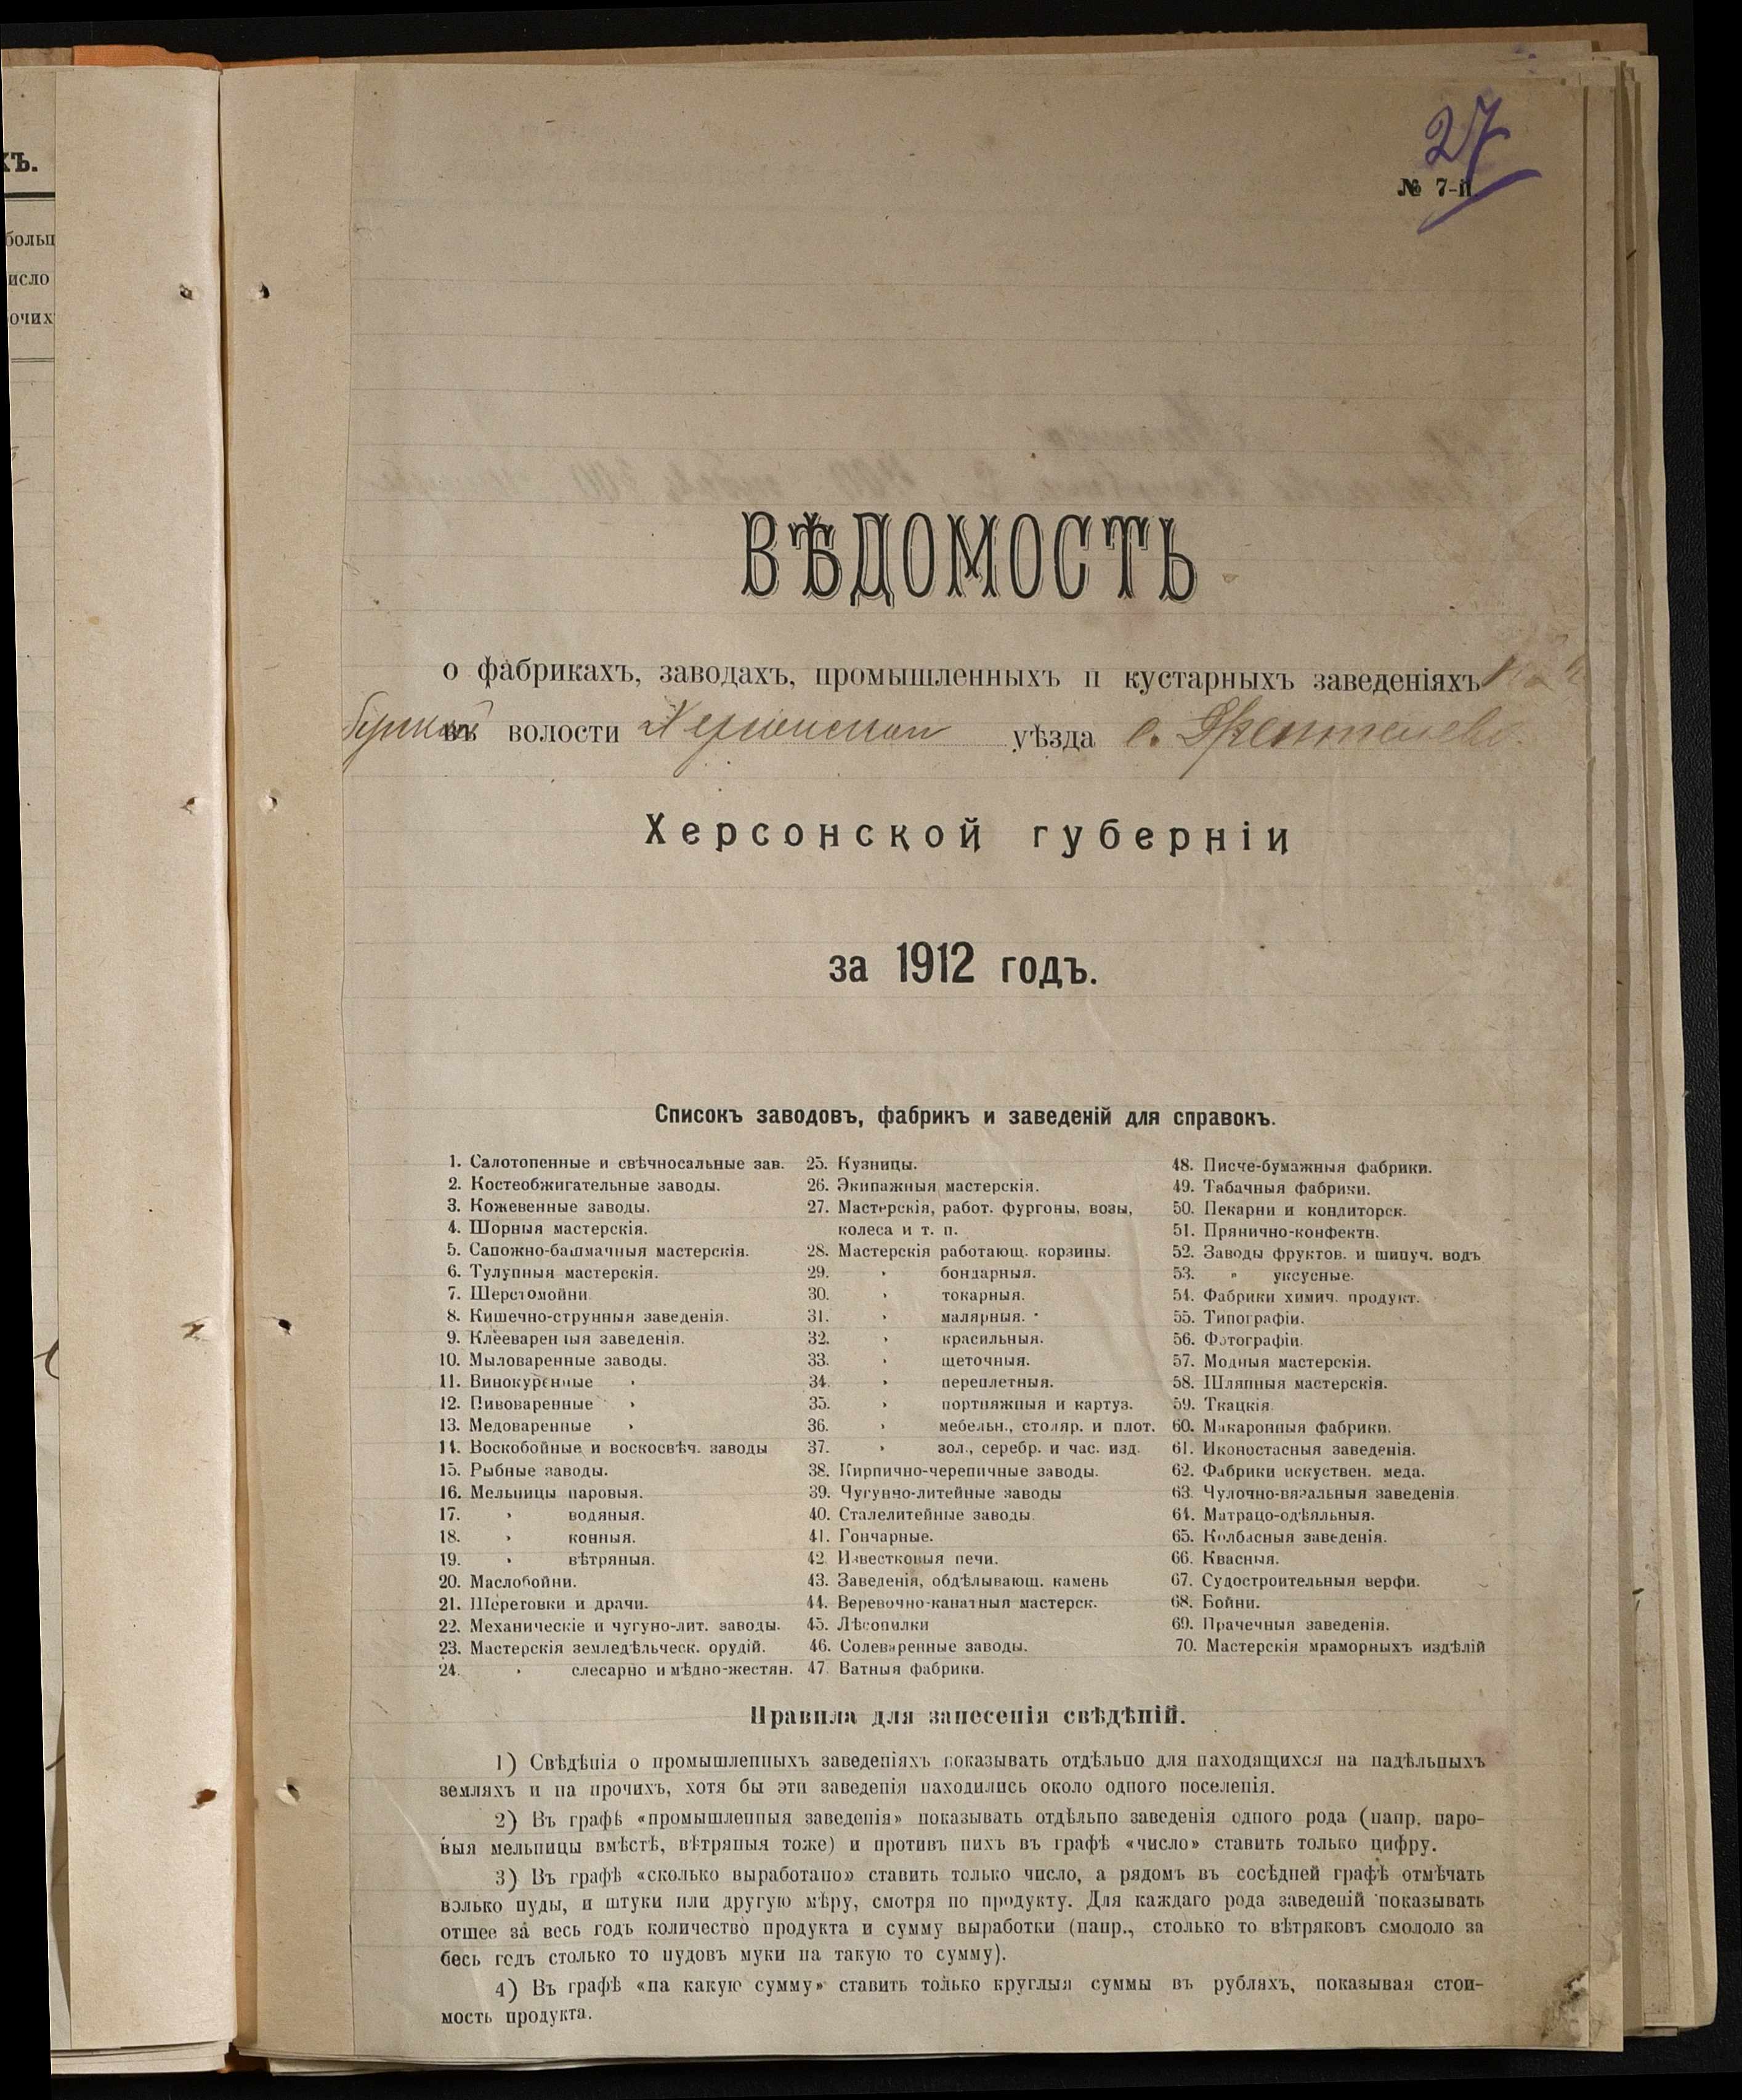 ХЪ.
больш
исло
очих
27
№ 7-й
ВѢДОМОСТЬ
о фабрикахъ, заводахъ, промышленныхъ и кустарныхъ заведеніяхъ
въ волости Херсонскои уѣзда с.
Херсонской губерніи
за 1912 годъ.
Списокъ заводовъ, фабрикъ и заведеній для справокъ.
1. Салотопенные и свѣчносальные зав.
2. Костеобжигательные заводы.
3. Кожевенные заводы.
4. Шорныя мастерскія.
5. Сапожно-башмачныя мастерскія.
6. Тулупныя мастерскія.
7. Шерстомойни.
8. Кишечно-струнныя заведенія.
9. Клееваренныя заведенія.
10. Мыловаренные заводы.
11. Винокуренные "
12. Пивоваренные "
13. Медоваренные "
14. Воскобойные и воскосвѣч. заводы
15. Рыбные заводы.
16. Мельницы паровыя.
17. " водяныя.
18. " конныя.
19. " вѣтряныя.
20. Маслобойни.
21. Шеретовки и драчи.
22. Механическіе и чугуно-лит. заводы.
23. Мастерскія земледѣльческ. орудій.
24. " слесарно и мѣдно-жестян.
25. Кузницы.
26. Экипажныя мастерскія.
27. Мастерскія, работ. фургоны, возы,
колеса и т. п.
28. Мастерскія работающ. корзины.
29. " бондарныя.
30. " токарныя.
31. " малярныя.
32. " красильныя.
33. " щеточныя.
34. " переплетныя.
35. " портняжныя и картуз.
36. " мебельн., столяр. и плот.
37. " зол., серебр. и час. изд.
38. Кирпично-черепичные заводы.
39. Чугунно-литейные заводы
40. Сталелитейные заводы.
41. Гончарные.
42. Известковыя печи.
43. Заведенія, обдѣлывающ. камень
44. Веревочно-канатныя мастерск.
45. Лѣсопилки
46. Солеваренные заводы.
47. Ватныя фабрики.
48. Писче-бумажныя фабрики.
49. Табачныя фабрики.
50. Пекарни и кондиторск.
51. Прянично-конфектн.
52. Заводы фруктов. и шипуч. водъ
53. " уксусные.
54. Фабрики химич. продукт.
55. Типографіи.
56. Фотографіи.
57. Модныя мастерскія.
58. Шляпныя мастерскія.
59. Ткацкія.
60. Макаронныя фабрики.
61. Иконостасныя заведенія.
62. Фабрики искуствен. меда.
63. Чулочно-вязальныя заведенія.
64. Матрацо-одѣяльныя.
65. Колбасныя заведенія.
66. Квасныя.
67. Судостроительныя верфи.
68. Бойни.
69. Прачечныя заведенія.
70. Мастерскія мраморныхъ издѣлій
Правила для занесенія свѣдѣній.
1) Свѣдѣнія о промышленныхъ заведеніяхъ показывать отдѣльно для находящихся на надѣльныхъ
земляхъ и на прочихъ, хотя бы эти заведенія находились около одного поселенія.
2) Въ графѣ «промышленныя заведенія» показывать отдѣльно заведенія одного рода (напр. паро-
выя мельницы вмѣстѣ, вѣтряныя тоже) и противъ нихъ въ графѣ «число» ставить только цифру.
3) Въ графѣ «сколько выработано» ставить только число, а рядомъ въ сосѣдней графѣ отмѣчать
волько пуды, и штуки или другую мѣру, смотря по продукту. Для каждаго рода заведеній показывать
отшее за весь годъ количество продукта и сумму выработки (напр., столько то вѣтряковъ смололо за
бесь годъ столько то пудовъ муки на такую то сумму).
4) Въ графѣ «на какую сумму» ставить только круглыя суммы въ рубляхъ, показывая стои-
мость продукта.